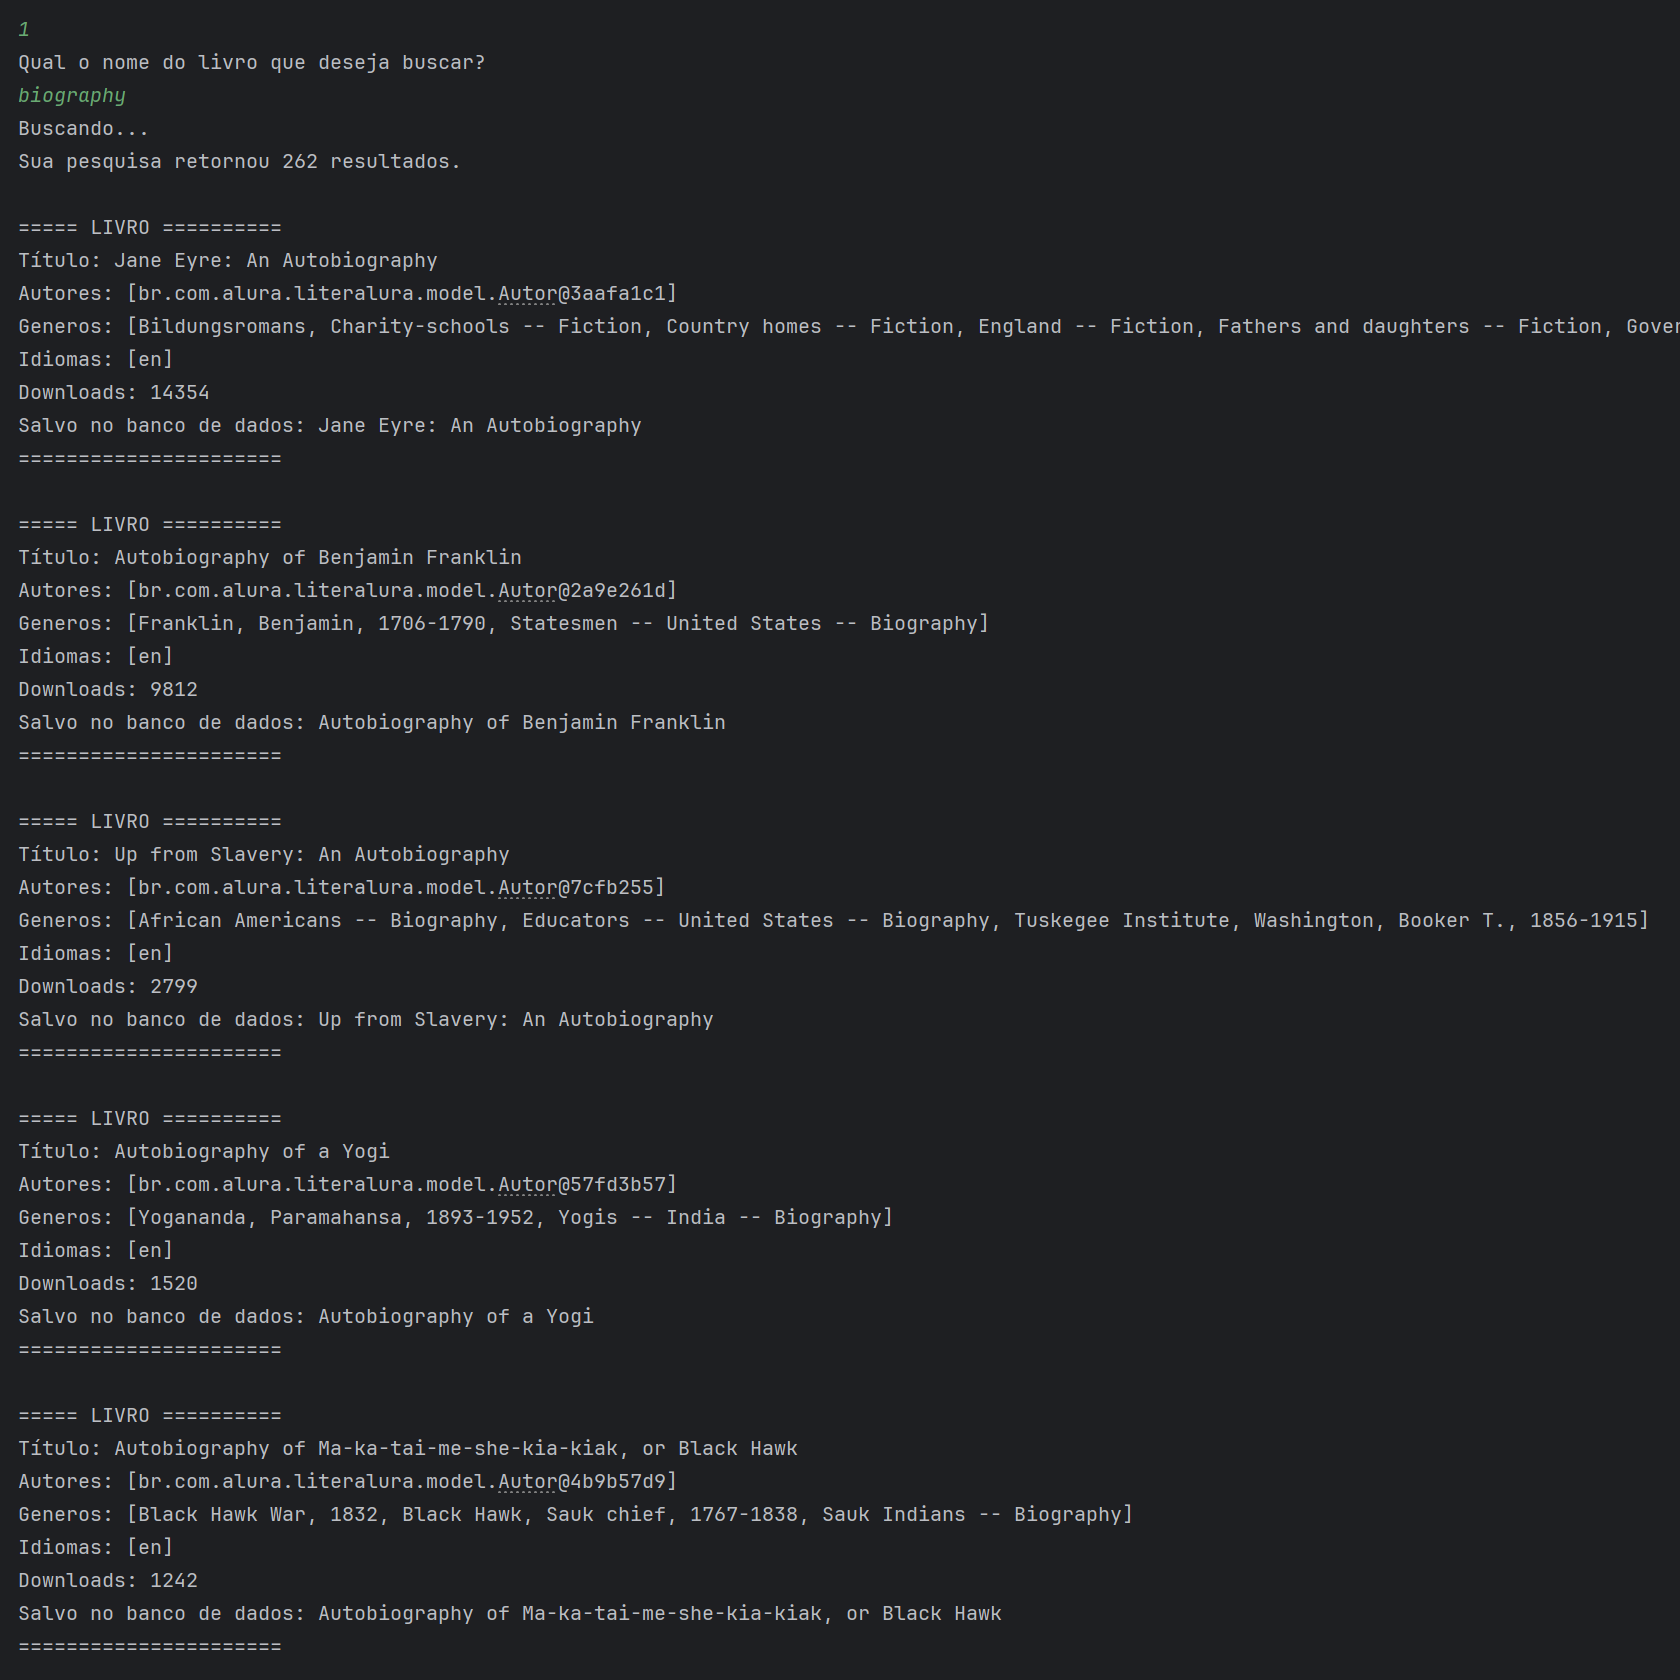 1
Qual o nome do livro que deseja buscar?
biography
Buscando...
Sua pesquisa retornou 262 resultados.
===== LIVRO ==========
Título: Jane Eyre: An Autobiography
Autores: [br.com.alura.literalura.model.Autor@3aafa1c1]
Generos: [Bildungsromans, Charity-schools -- Fiction, Country homes -- Fiction, England -- Fiction, Fathers and daughters -- Fiction, Gover
Idiomas: [en]
Downloads: 14354
Salvo no banco de dados: Jane Eyre: An Autobiography
======================
===== LIVRO ==========
Título: Autobiography of Benjamin Franklin
Autores: [br.com.alura.literalura.model.Autor@2a9e261d]
Generos: [Franklin, Benjamin, 1706-1790, Statesmen -- United States -- Biography]
Idiomas: [en]
Downloads: 9812
Salvo no banco de dados: Autobiography of Benjamin Franklin
======================
===== LIVRO ==========
Título: Up from Slavery: An Autobiography
Autores: [br.com.alura.literalura.model.Autor@7cfb255]
Generos: [African Americans -- Biography, Educators -- United States -- Biography, Tuskegee Institute, Washington, Booker T., 1856-1915]
Idiomas: [en]
Downloads: 2799
Salvo no banco de dados: Up from Slavery: An Autobiography
======================
===== LIVRO ==========
Título: Autobiography of a Yogi
Autores: [br.com.alura.literalura.model.Autor@57fd3b57]
Generos: [Yogananda, Paramahansa, 1893-1952, Yogis -- India -- Biography]
Idiomas: [en]
Downloads: 1520
Salvo no banco de dados: Autobiography of a Yogi
======================
===== LIVRO ==========
Título: Autobiography of Ma-ka-tai-me-she-kia-kiak, or Black Hawk
Autores: [br.com.alura.literalura.model.Autor@4b9b57d9]
Generos: [Black Hawk War, 1832, Black Hawk, Sauk chief, 1767-1838, Sauk Indians -- Biography]
Idiomas: [en]
Downloads: 1242
Salvo no banco de dados: Autobiography of Ma-ka-tai-me-she-kia-kiak, or Black Hawk
======================